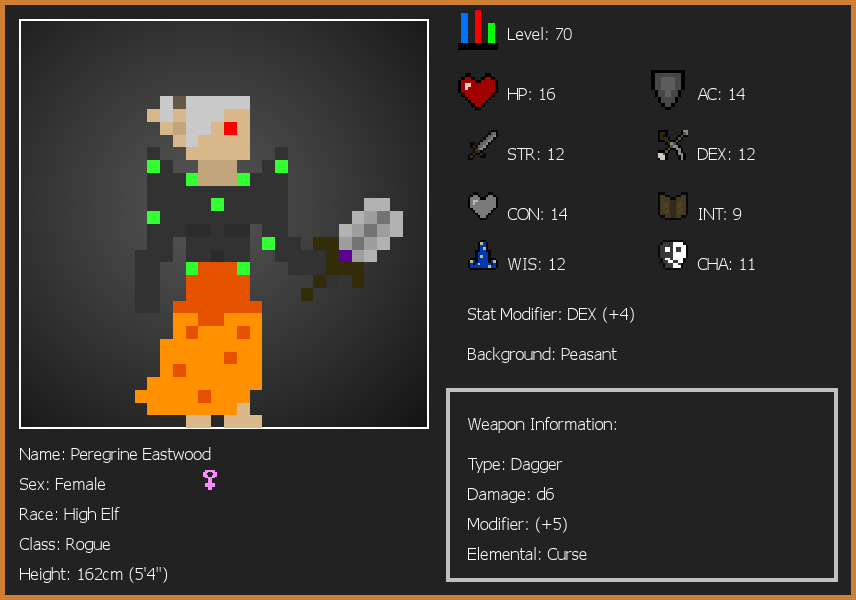 Level: 70
HP: 16
AC: 14
STR: 12
DEX: 12
CON: 14
INT: 9
WIS: 12
CHA: 11
Stat Modifier: DEX (+4)
Background: Peasant
Weapon Information:
Type: Dagger
Damage: d6
Modifier: (+5)
Elemental: Curse
Name: Peregrine Eastwood
Sex: Female
Race: High Elf
Class: Rogue
Height: 162cm (5'4")